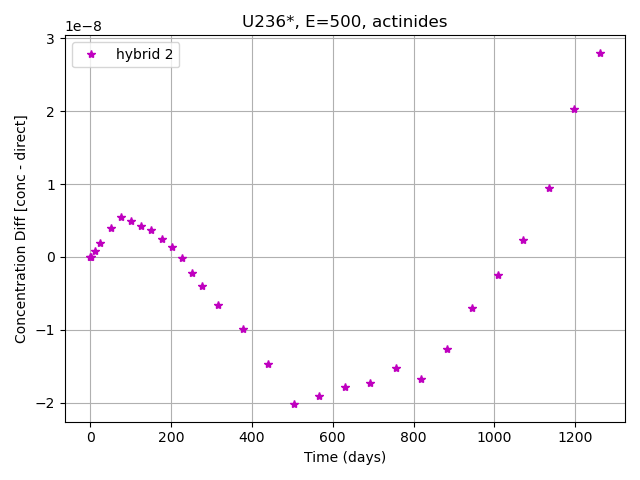 U236*, E=500, actinides
1e−8
hybrid 2
3
2
1
0
−1
−2
Concentration Diff [conc - direct]
0 200 400 600 800 1000 1200
Time (days)